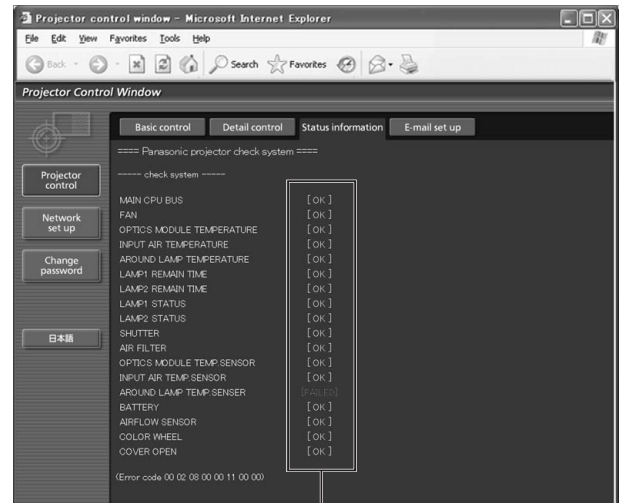 Projector control window - Microsoft Internet Explorer
File Edit View Favorites Tools Help
Back Search Favorites
Projector Control Window
Basic control Detail control Status information E-mail set up
==== Panasonic projector check system ====
----- check system -----
Projector control
Network set up
Change password
日本語
MAIN CPU BUS [ OK ]
FAN [ OK ]
OPTICS MODULE TEMPERATURE [ OK ]
INPUT AIR TEMPERATURE [ OK ]
AROUND LAMP TEMPERATURE [ OK ]
LAMP1 REMAIN TIME [ OK ]
LAMP2 REMAIN TIME [ OK ]
LAMP1 STATUS [ OK ]
LAMP2 STATUS [ OK ]
SHUTTER [ OK ]
AIR FILTER [ OK ]
OPTICS MODULE TEMP.SENSOR [ OK ]
INPUT AIR TEMP.SENSOR [ OK ]
AROUND LAMP TEMP.SENSER [FAILED]
BATTERY [ OK ]
AIRFLOW SENSOR [ OK ]
COLOR WHEEL [ OK ]
COVER OPEN [ OK ]
(Error code 00 02 08 00 00 11 00 00)